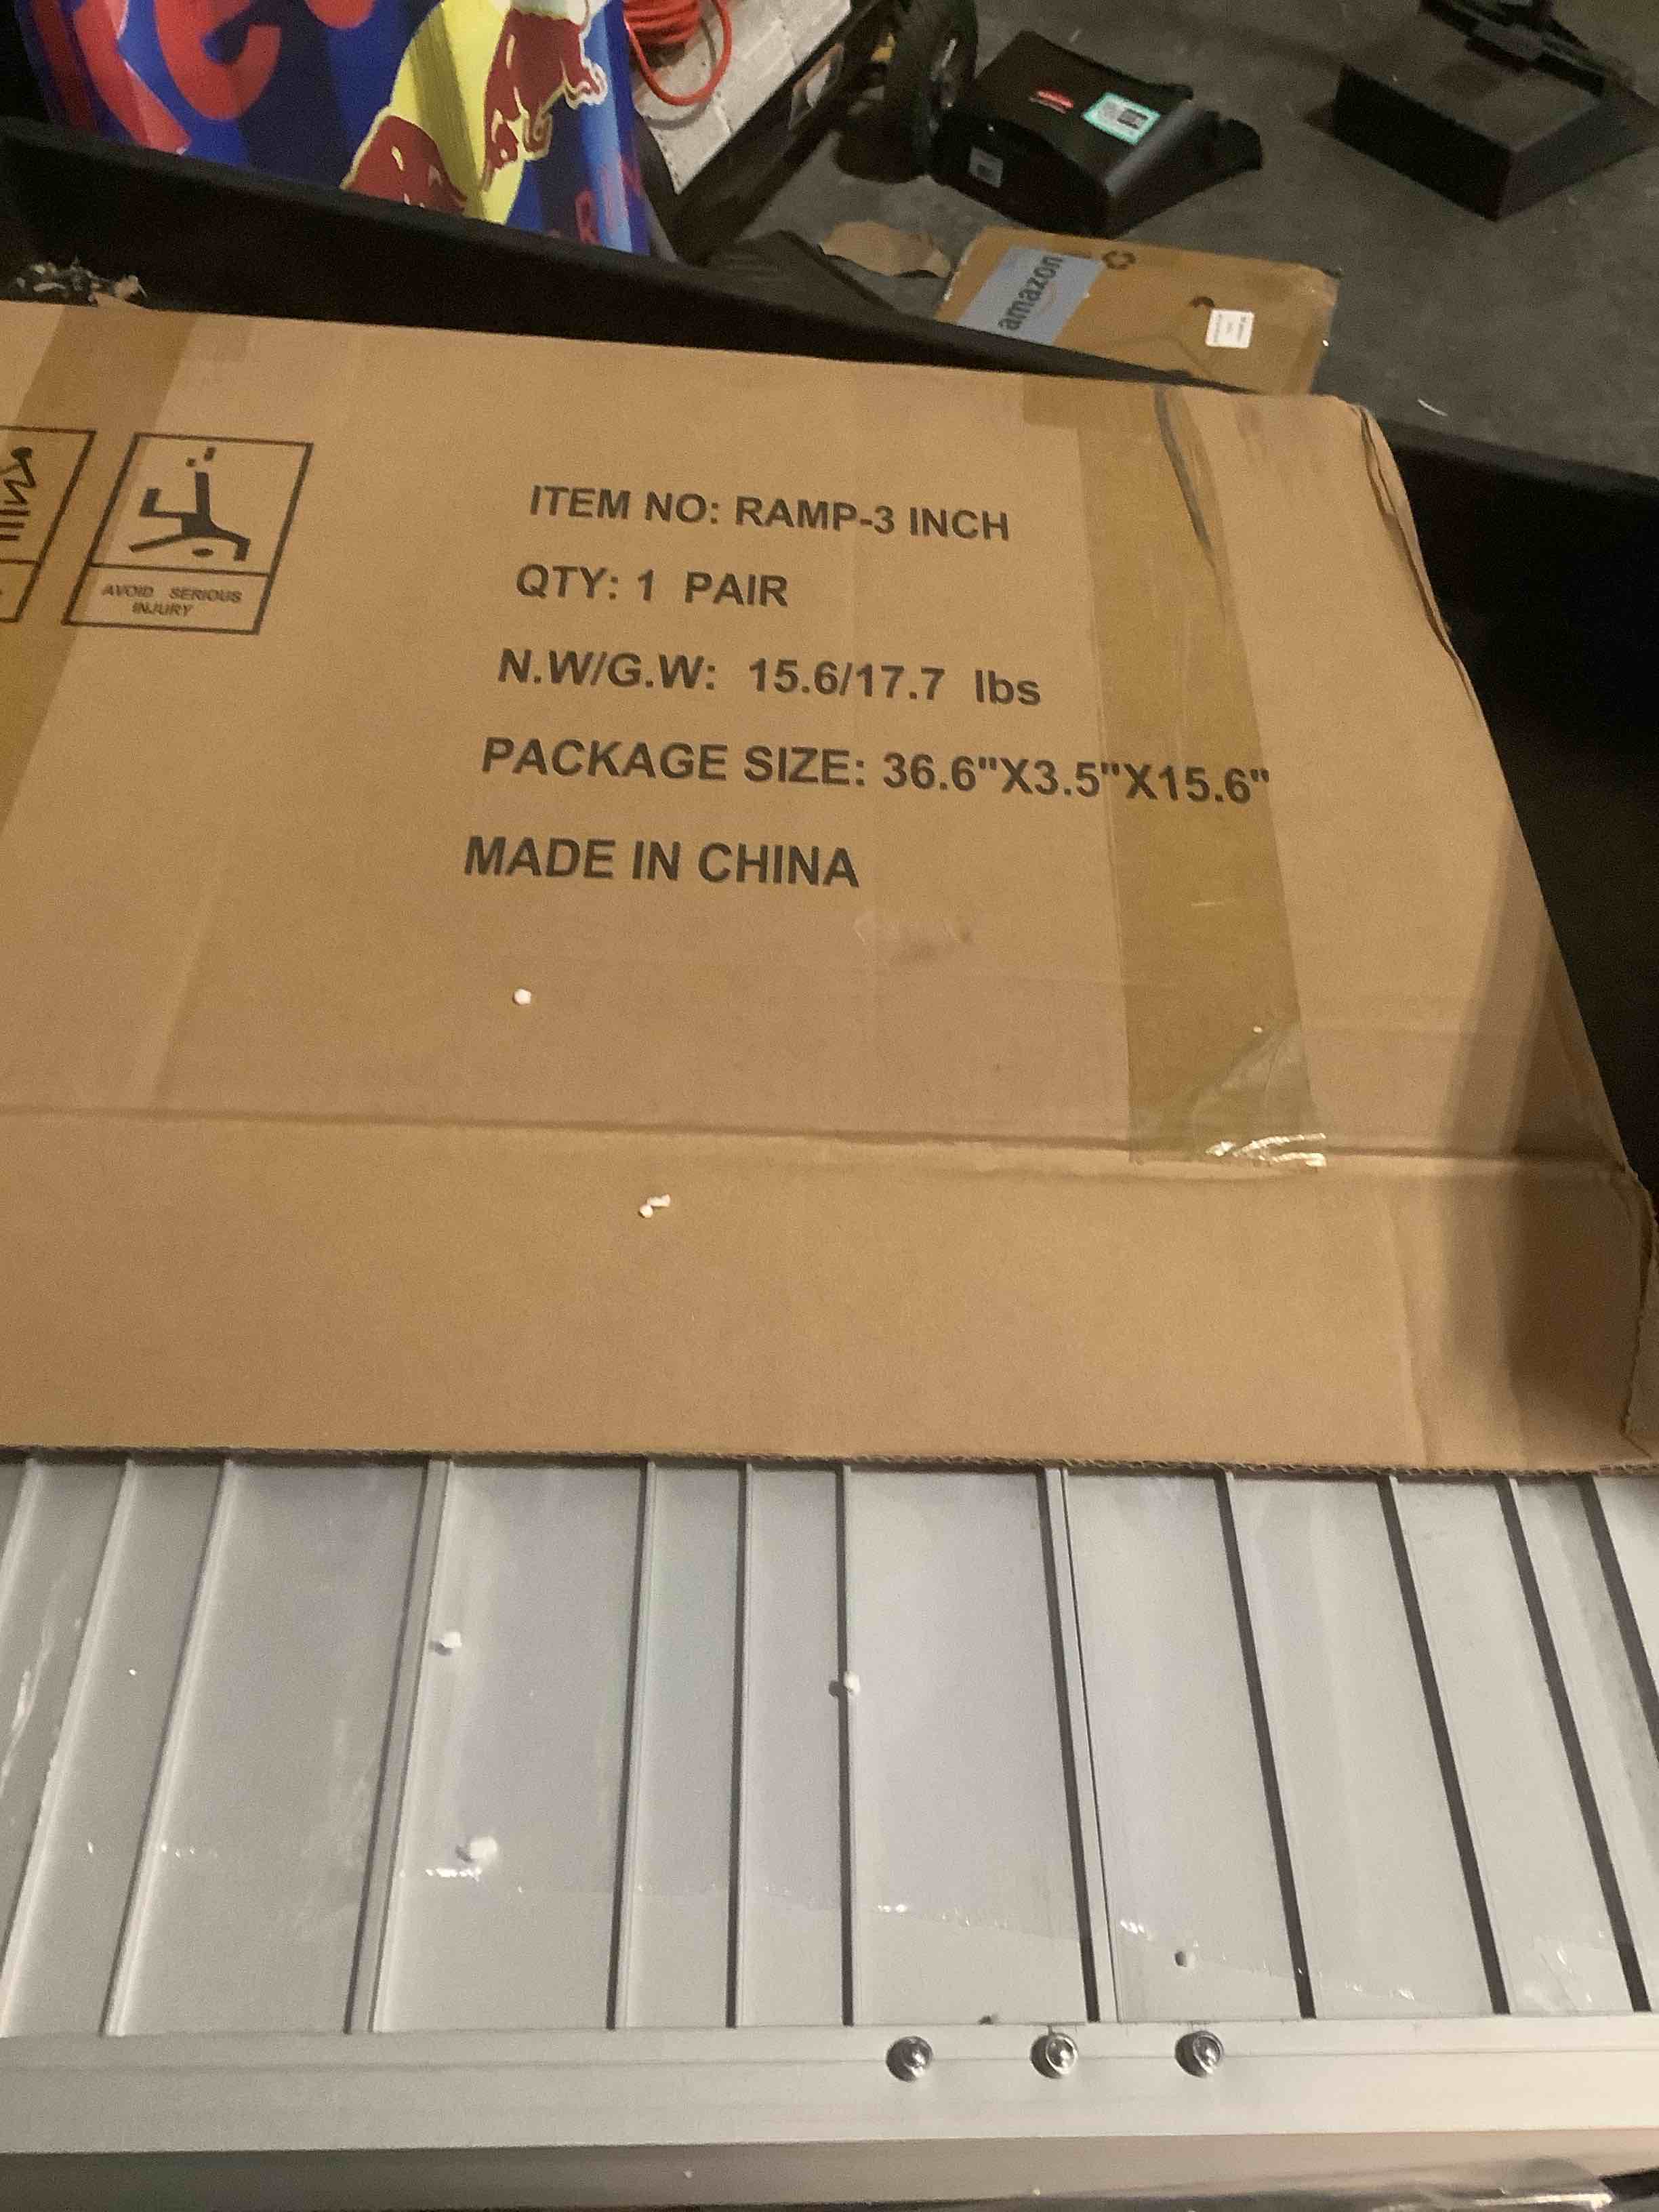 amazon
ITEM NO: RAMP-3 INCH
QTY: 1 PAIR
N.W/G.W: 15.6/17.7 lbs
PACKAGE SIZE: 36.6"X3.5"X15.6"
MADE IN CHINA
AVOID SERIOUS
INJURY